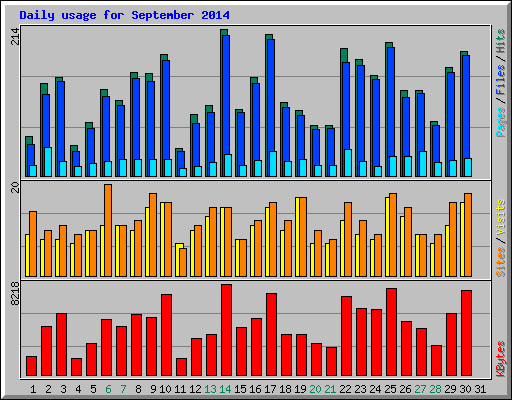 Daily usage for September 2014
214
Pages/Files/Hits
20
Sites/Visits
8218
KBytes
1 2 3 4 5 6 7 8 9 10 11 12 13 14 15 16 17 18 19 20 21 22 23 24 25 26 27 28 29 30 31